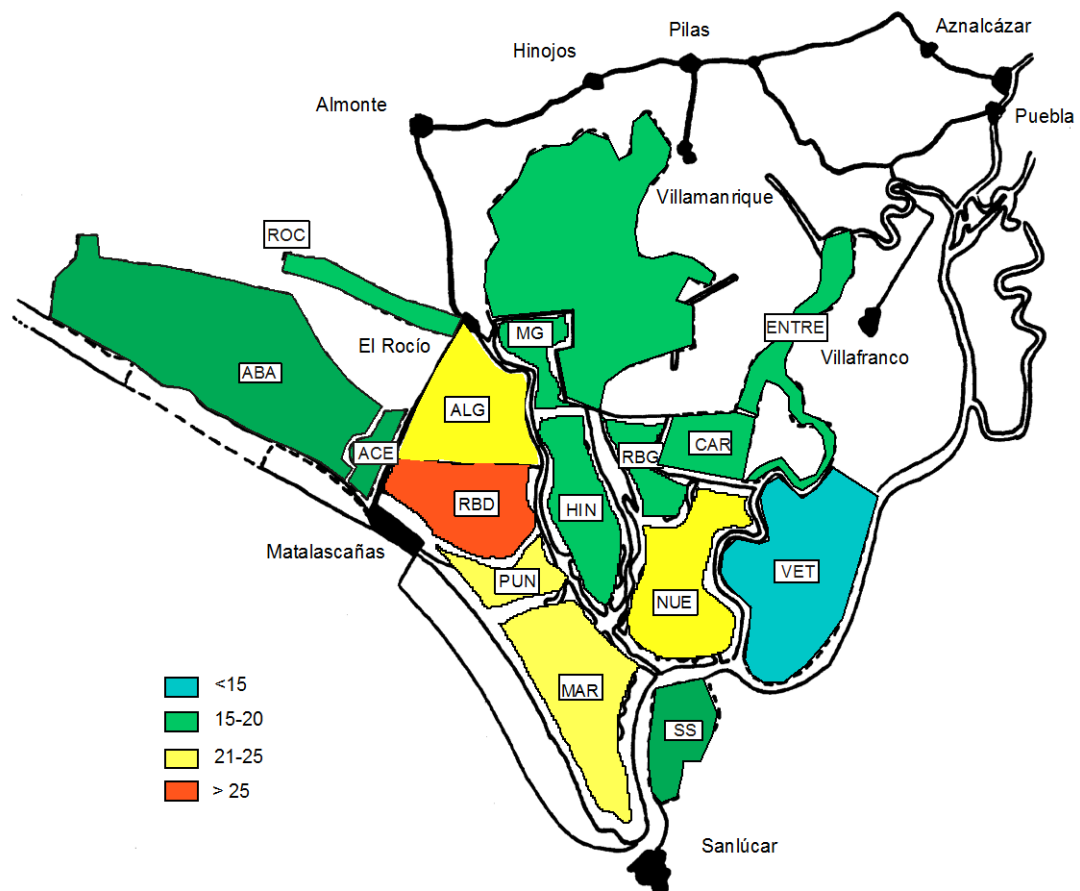 Pilas
Aznalcázar
Hinojos
Almonte
Puebla
Villamanrique
ROC
ENTRE
MG
El Rocío
Villafranco
ABA
ALG
ACE
RBG
CAR
RBD
HIN
Matalascañas
PUN
VET
NUE
MAR
SS
<15
15-20
21-25
> 25
Sanlúcar